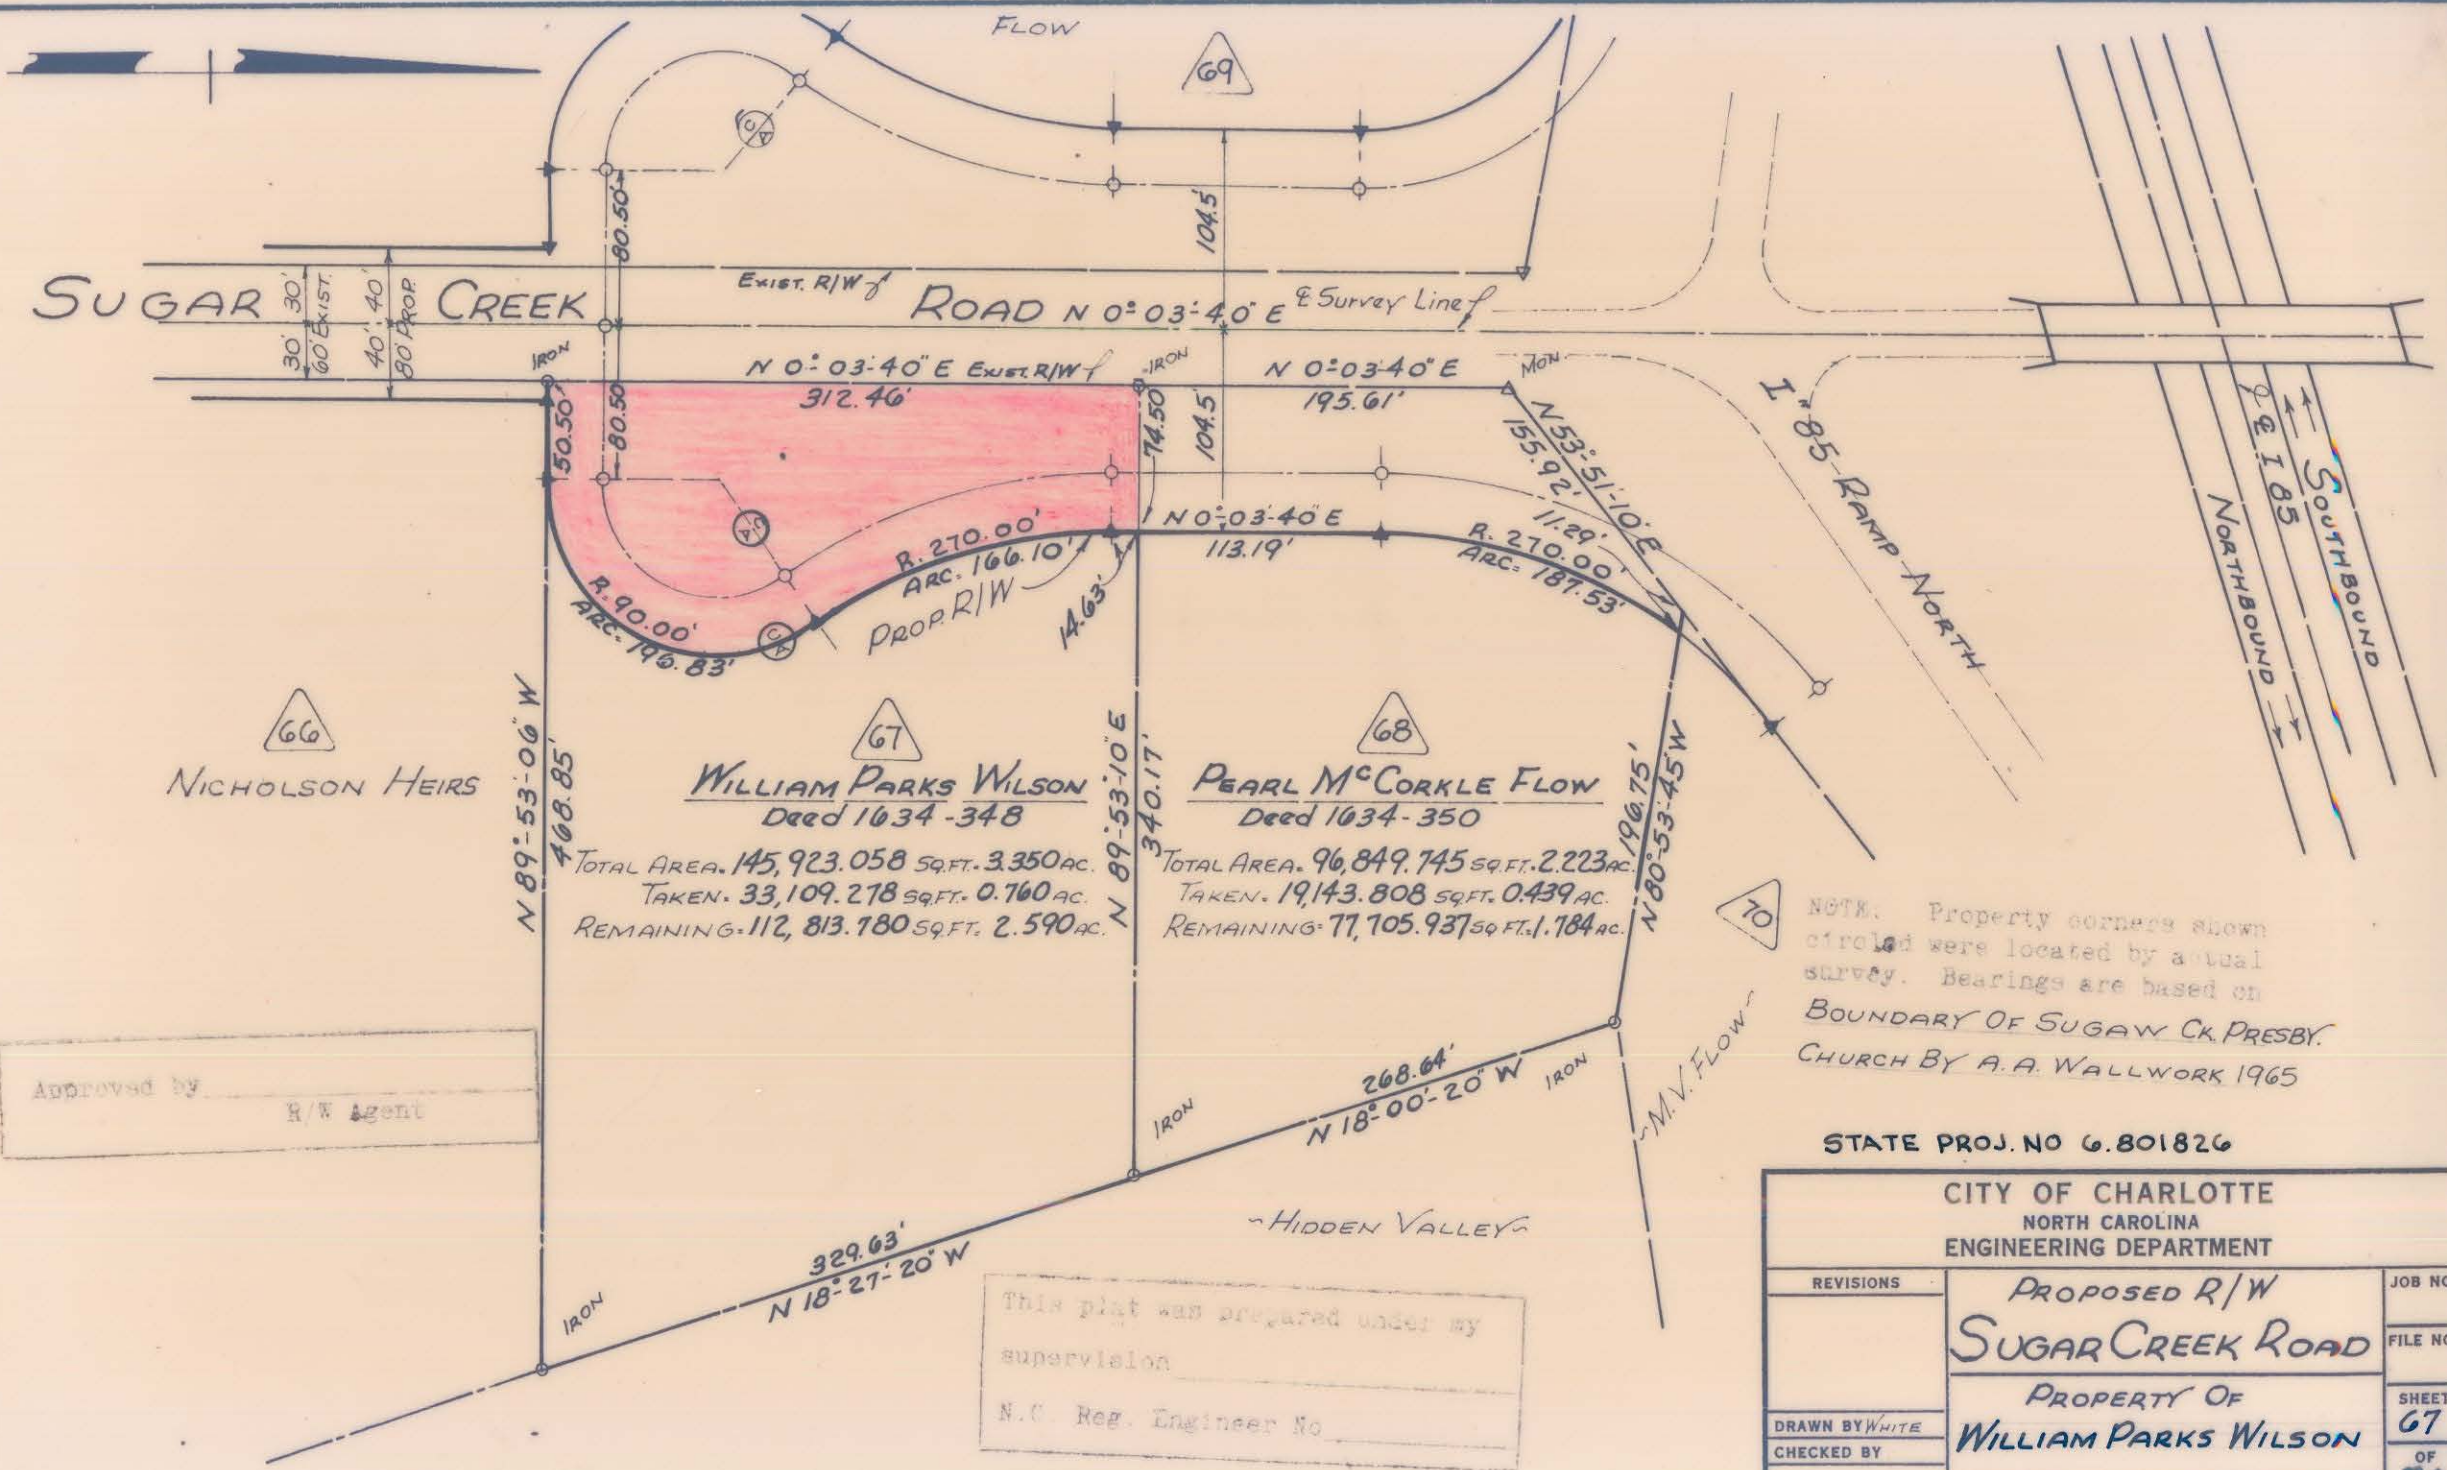 FLOW
69
C/A
80.50'
104.5'
SUGAR CREEK ROAD N 0°-03'-40" E ℄ Survey Line
EXIST. R/W
30' 30'
60' EXIST.
40' 40'
80' PROP.
IRON
N 0°-03'-40" E EXIST. R/W
312.46'
IRON
N 0°-03'-40" E
195.61'
MON.
50.50'
80.50'
74.50'
104.5'
N 53°-51'-10" E
155.92'
11.29'
I-85 RAMP NORTH
℄ I 85
SOUTHBOUND
NORTHBOUND
C/A
N 0°-03'-40" E
113.19'
R. 270.00'
ARC. 166.10'
R. 270.00'
ARC= 187.53'
PROP. R/W
14.63'
R. 90.00'
ARC= 195.83'
C/A
66
NICHOLSON HEIRS
N 89°-53'-06" W
468.85'
67
WILLIAM PARKS WILSON
Deed 1634-348
TOTAL AREA. 145,923.058 SQ.FT. 3.350 AC.
TAKEN. 33,109.278 SQ.FT. 0.760 AC.
REMAINING. 112,813.780 SQ.FT. 2.590 AC.
N 89°-53'-10" E
340.17'
68
PEARL McCORKLE FLOW
Deed 1634-350
TOTAL AREA. 96,849.745 SQ.FT. 2.223 AC.
TAKEN. 19,143.808 SQ.FT. 0.439 AC.
REMAINING. 77,705.937 SQ FT. 1.784 AC.
196.75'
N 80°-53'-45" W
70
NOTE: Property corners shown
circled were located by actual
survey. Bearings are based on
BOUNDARY OF SUGAW CK. PRESBY.
CHURCH BY A. A. WALLWORK 1965
~M.V. FLOW~
Approved by
R/W Agent
268.64'
N 18°-00'-20" W
IRON
IRON
~HIDDEN VALLEY~
329.63'
N 18°-27'-20" W
IRON
This plat was prepared under my
supervision
N.C. Reg. Engineer No
STATE PROJ. NO 6.801826
CITY OF CHARLOTTE
NORTH CAROLINA
ENGINEERING DEPARTMENT
REVISIONS
PROPOSED R/W
SUGAR CREEK ROAD
JOB NO
FILE NO
PROPERTY OF
WILLIAM PARKS WILSON
SHEET
67
OF
DRAWN BY WHITE
CHECKED BY